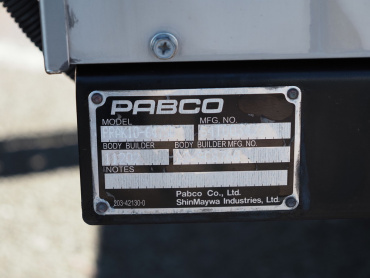 PABCO
MODEL MFG. NO.
BODY BUILDER BODY BUILDER MFG. NO.
NOTES
Pabco Co., Ltd.
203-42130-0 ShinMaywa Industries, Ltd.